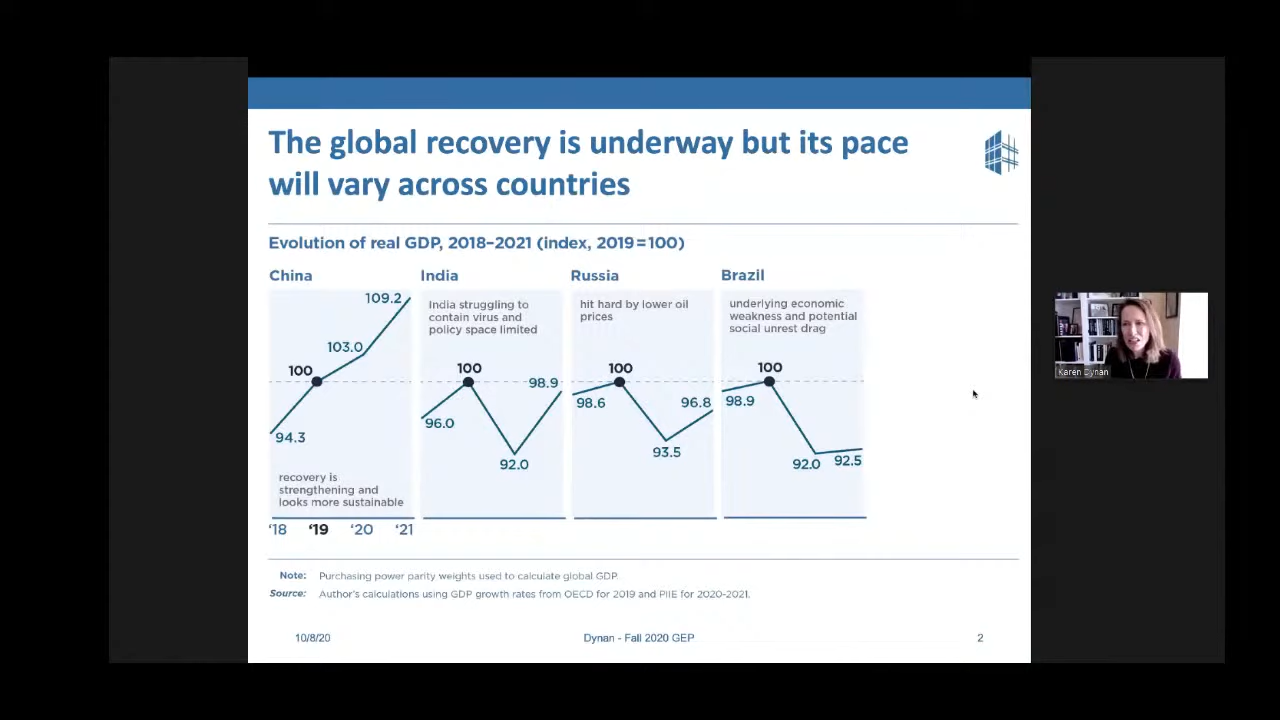 The global recovery is underway but its pace
will vary across countries
Evolution of real GDP, 2018–2021 (index, 2019=100)
China
109.2
103.0
100
94.3
recovery is
strengthening and
looks more sustainable
‘18 ‘19 ‘20 ‘21
India
India struggling to
contain virus and
policy space limited
100
98.9
96.0
92.0
Russia
hit hard by lower oil
prices
100
98.6
96.8
93.5
Brazil
underlying economic
weakness and potential
social unrest drag
100
98.9
92.0
92.5
Note: Purchasing power parity weights used to calculate global GDP.
Source: Author's calculations using GDP growth rates from OECD for 2019 and PIIE for 2020-2021.
10/8/20 Dynan - Fall 2020 GEP 2
Karen Dynan